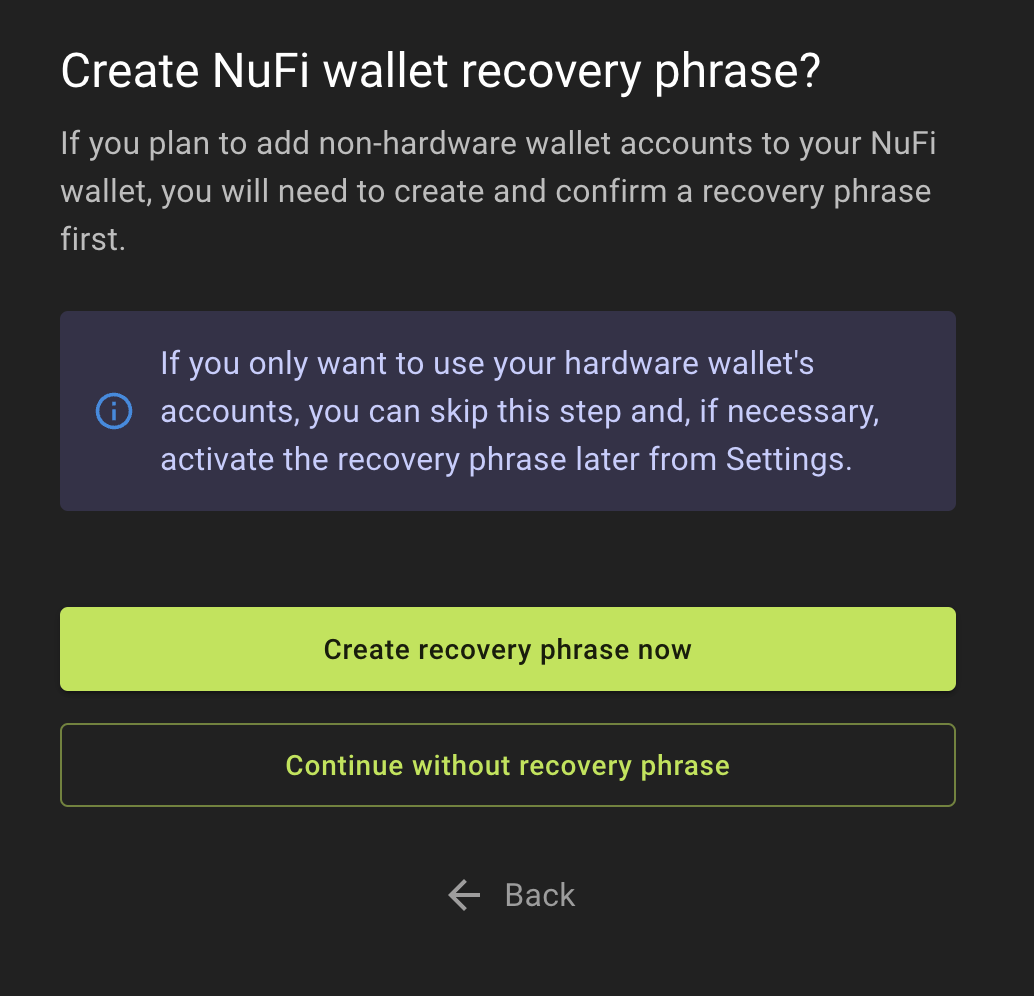 Create NuFi wallet recovery phrase?
If you plan to add non-hardware wallet accounts to your NuFi
wallet, you will need to create and confirm a recovery phrase
first.
If you only want to use your hardware wallet's
accounts, you can skip this step and, if necessary,
activate the recovery phrase later from Settings.
Create recovery phrase now
Continue without recovery phrase
Back